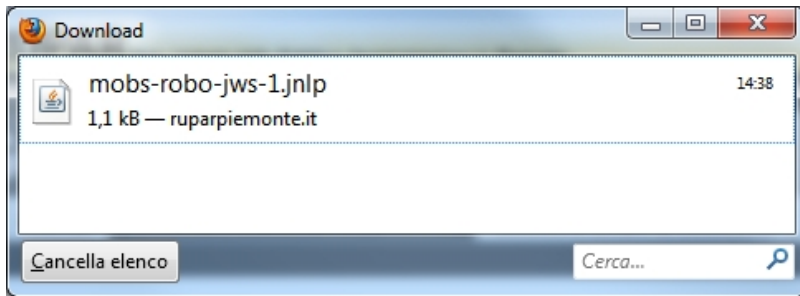 Download
mobs-robo-jws-1.jnlp
14:38
1,1 kB — ruparpiemonte.it
Cancella elenco
Cerca...